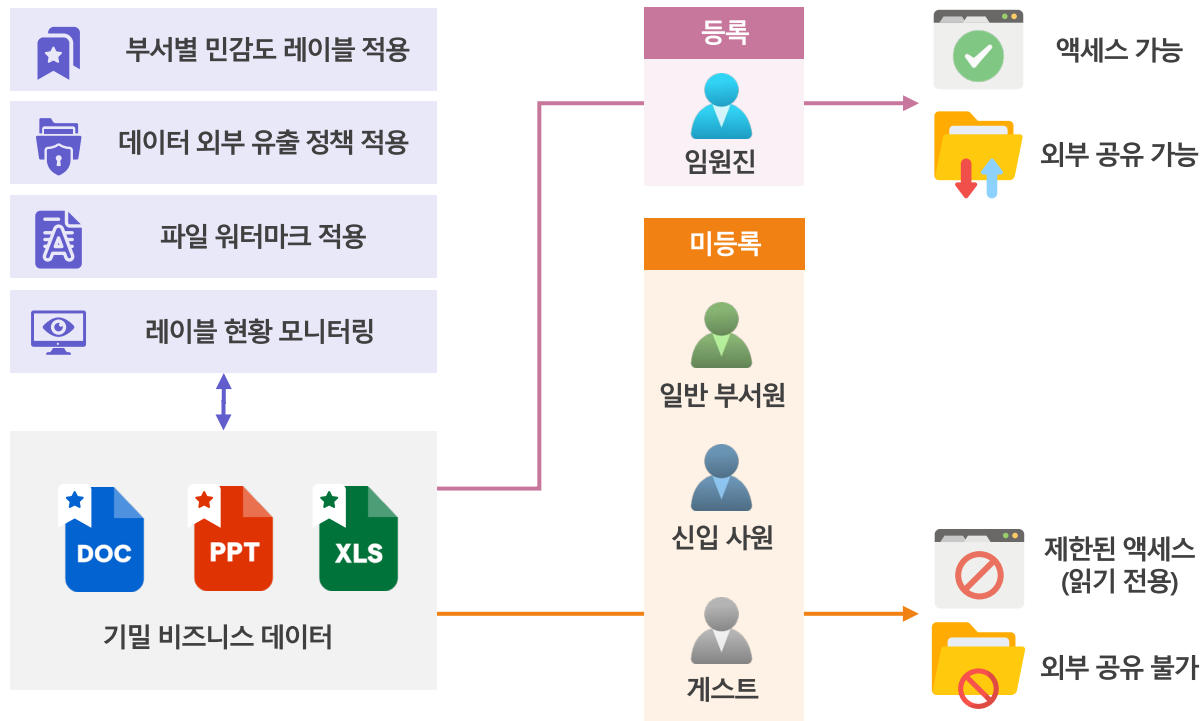 부서별 민감도 레이블 적용
데이터 외부 유출 정책 적용
파일 워터마크 적용
레이블 현황 모니터링
DOC
PPT
XLS
기밀 비즈니스 데이터
등록
임원진
미등록
일반 부서원
신입 사원
게스트
액세스 가능
외부 공유 가능
제한된 액세스
(읽기 전용)
외부 공유 불가